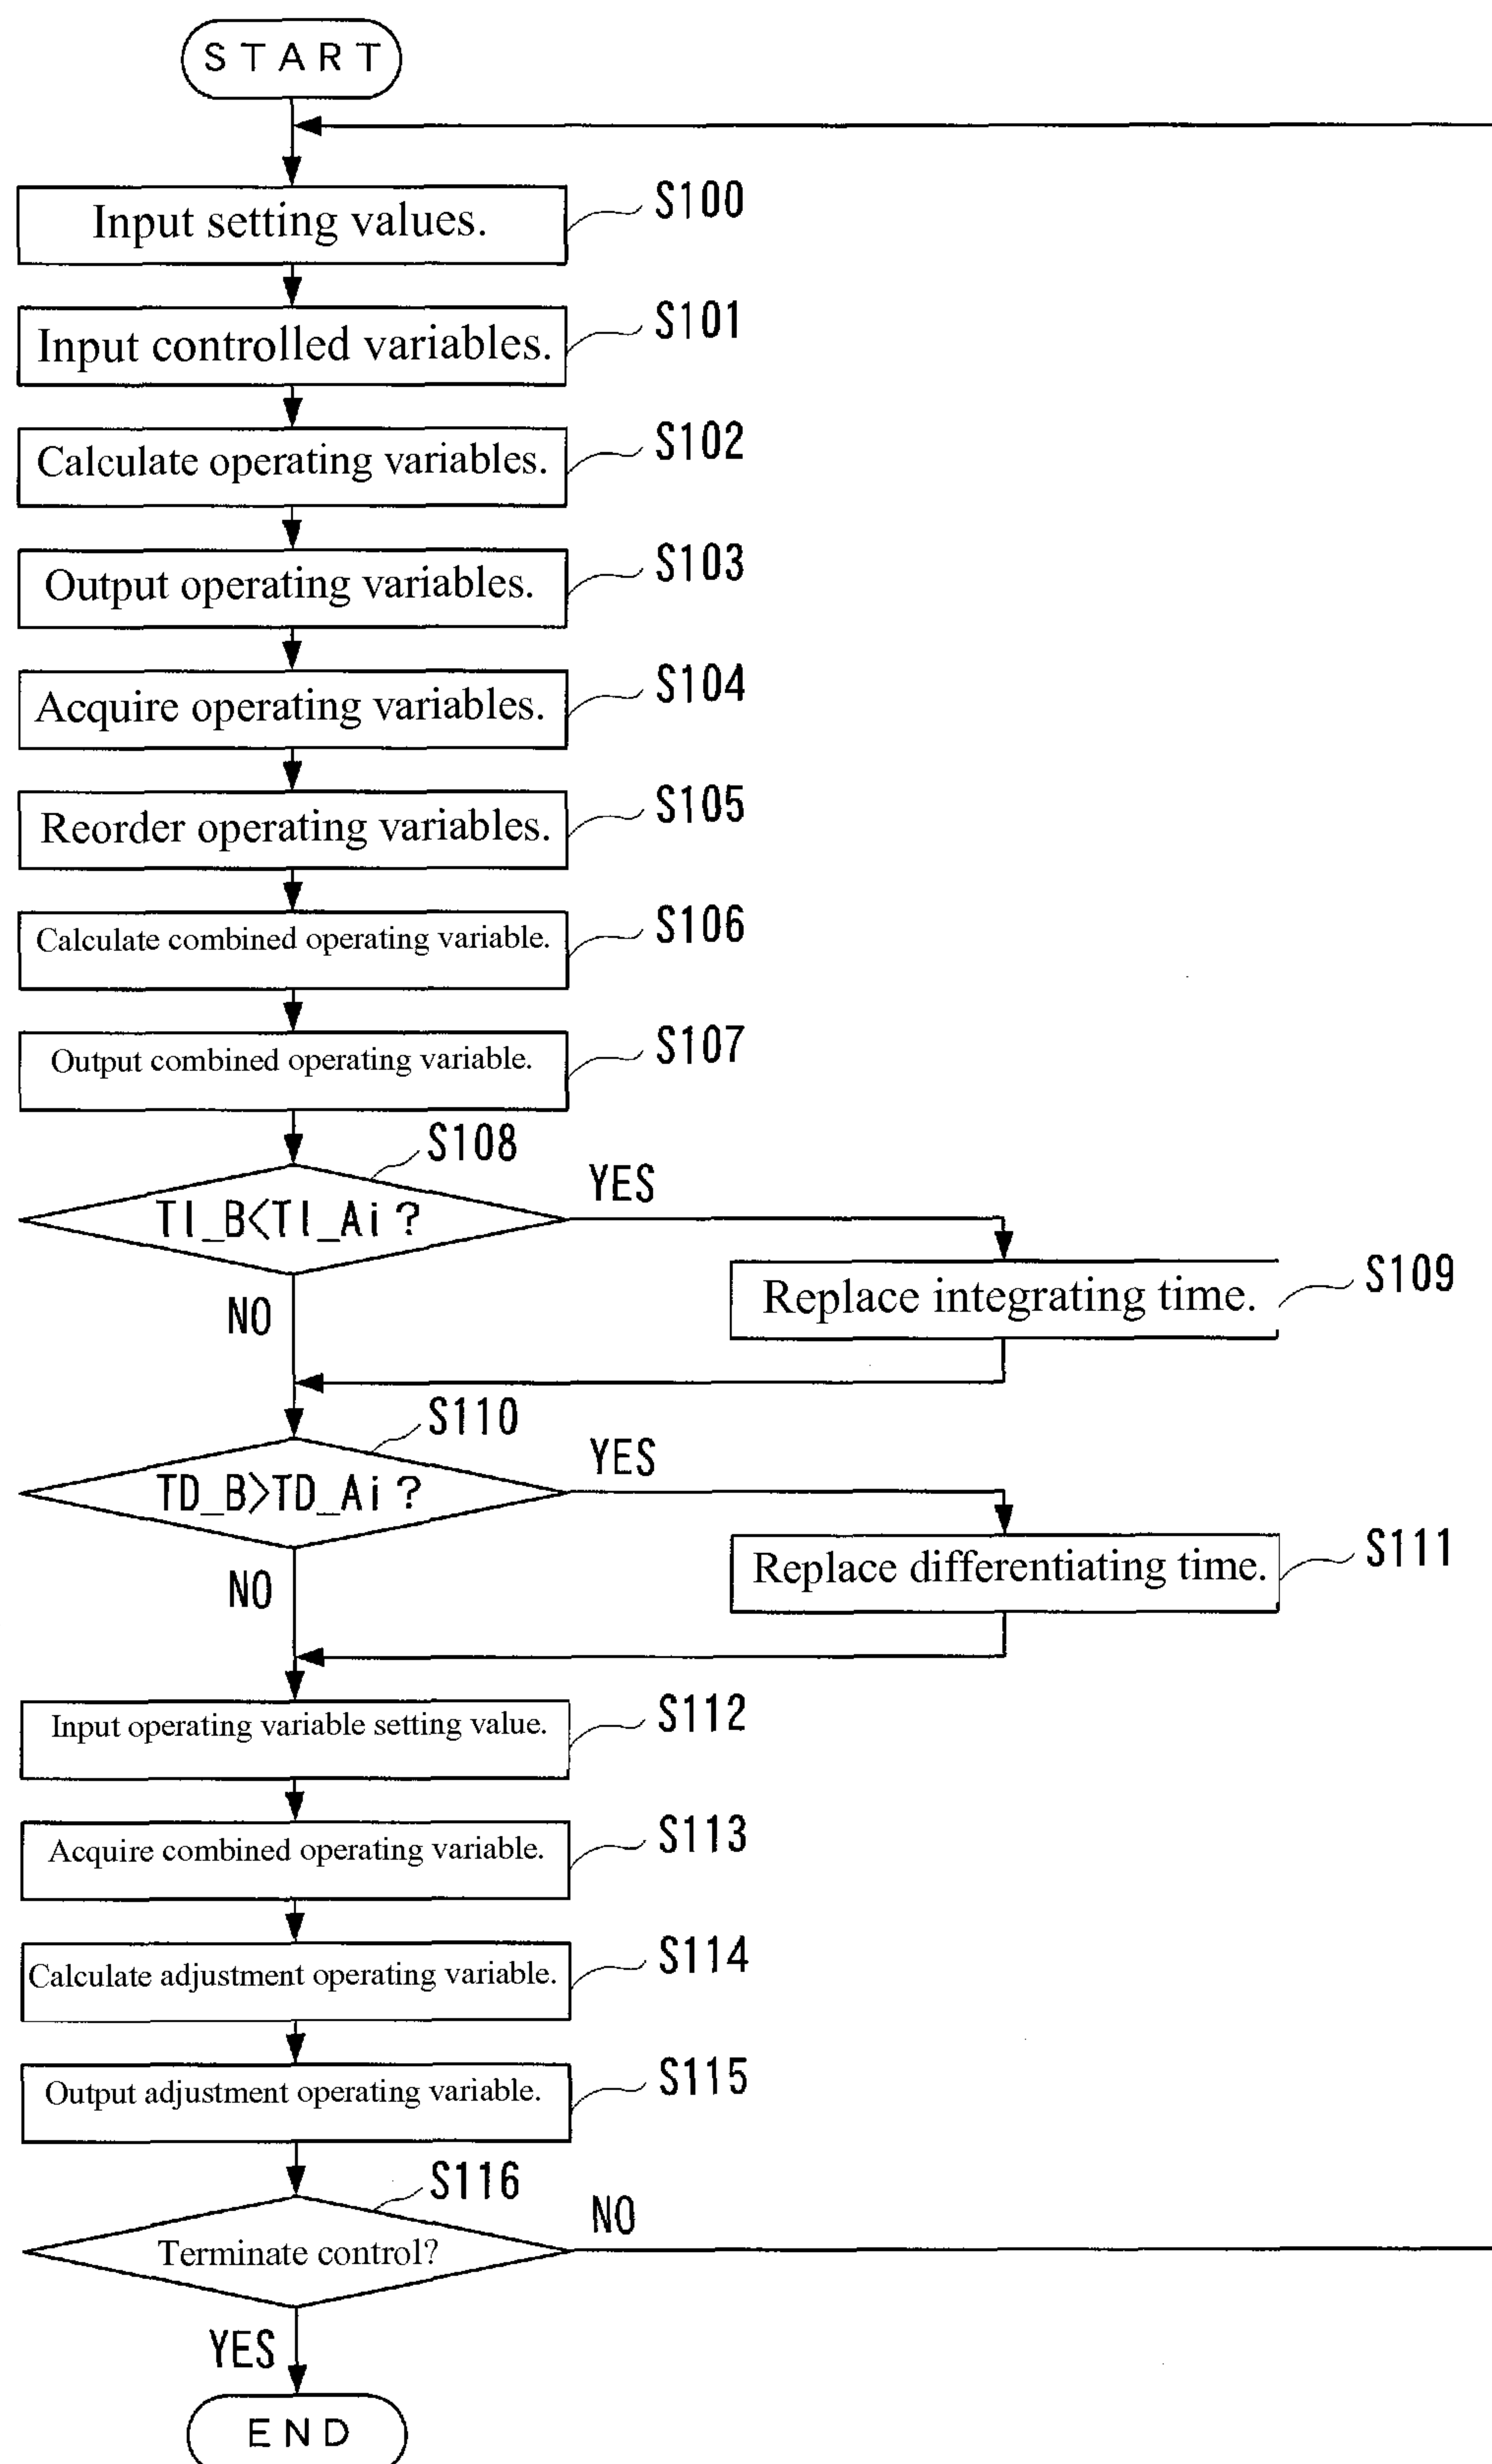 START
Input setting values.
S100
Input controlled variables.
S101
Calculate operating variables.
S102
Output operating variables.
S103
Acquire operating variables.
S104
Reorder operating variables.
S105
Calculate combined operating variable.
S106
Output combined operating variable.
S107
S108
TI_B<TI_Ai?
YES
NO
Replace integrating time.
S109
S110
TD_B>TD_Ai?
YES
NO
Replace differentiating time.
S111
Input operating variable setting value.
S112
Acquire combined operating variable.
S113
Calculate adjustment operating variable.
S114
Output adjustment operating variable.
S115
S116
Terminate control?
NO
YES
END